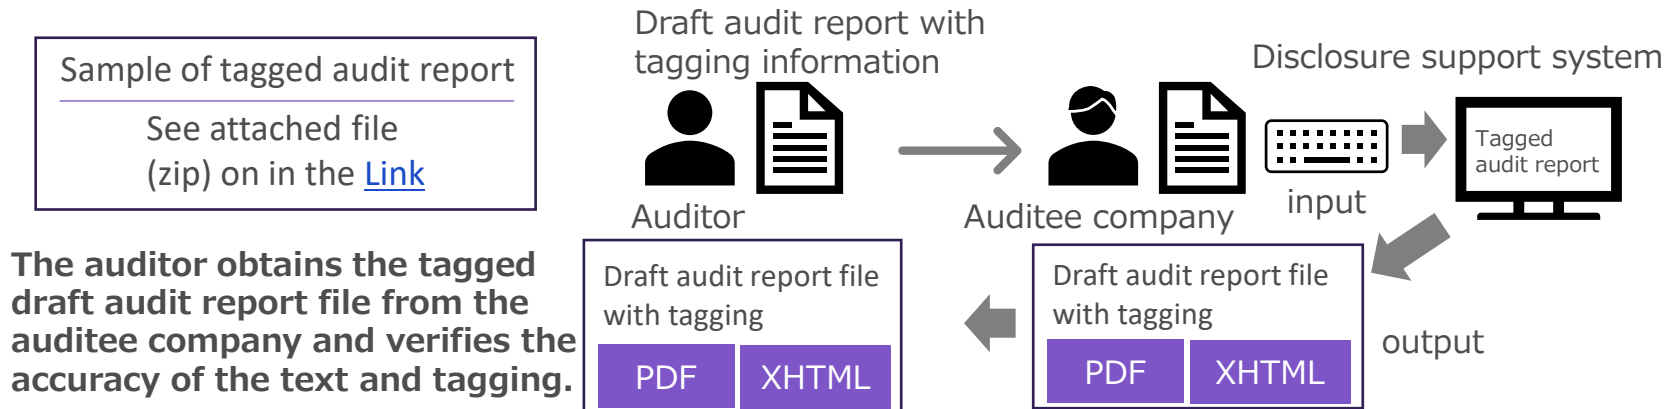 Sample of tagged audit report
See attached file
(zip) on in the Link
Draft audit report with
tagging information
Disclosure support system
Tagged
audit report
Auditor
Auditee company
input
The auditor obtains the tagged
draft audit report file from the
auditee company and verifies the
accuracy of the text and tagging.
Draft audit report file
with tagging
PDF
XHTML
Draft audit report file
with tagging
PDF
XHTML
output